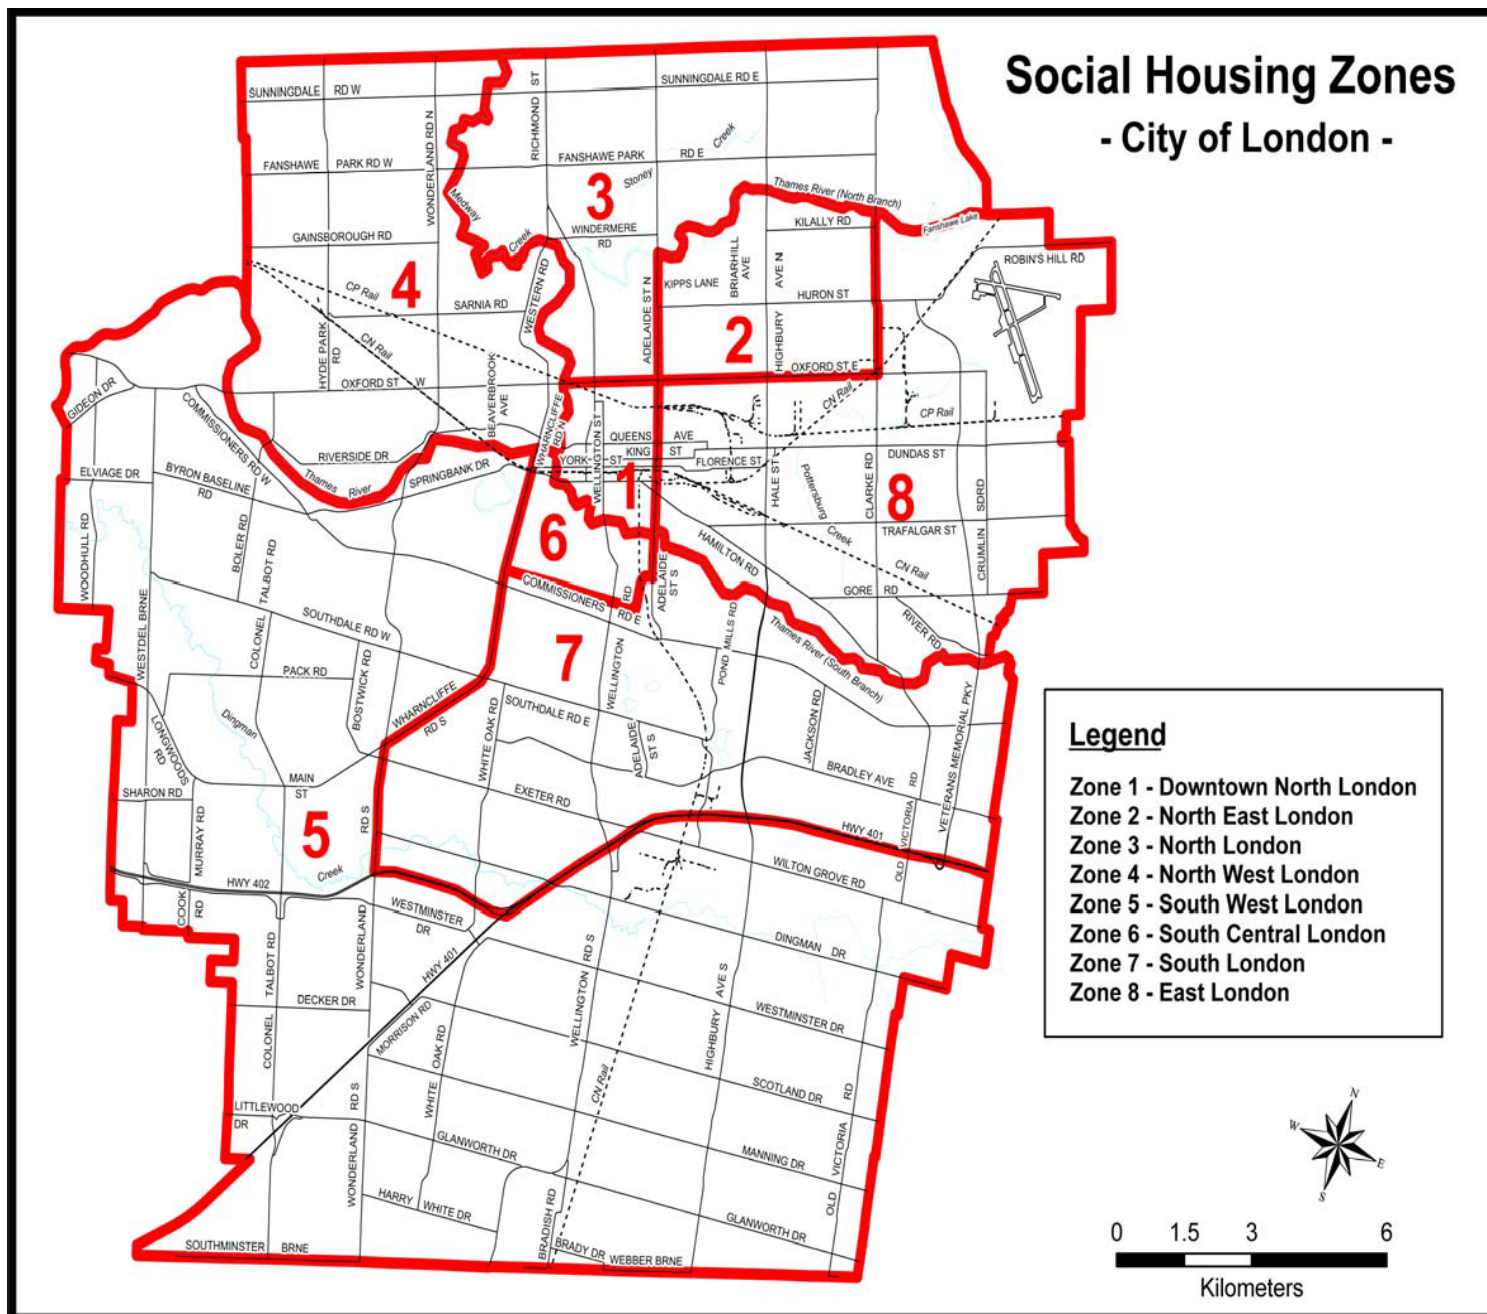 Social Housing Zones
- City of London -
SUNNINGDALE RD W
SUNNINGDALE RD E
RICHMOND ST
WONDERLAND RD N
FANSHAWE PARK RD W
FANSHAWE PARK RD E
Stoney Creek
3
Medway Creek
Thames River (North Branch)
Fanshawe Lake
KILALLY RD
WINDERMERE RD
GAINSBOROUGH RD
ROBIN'S HILL RD
4
CP Rail
CN Rail
SARNIA RD
WESTERN RD
ADELAIDE ST N
KIPPS LANE
BRIARHILL AVE
HIGHBURY AVE N
HURON ST
2
HYDE PARK RD
OXFORD ST W
OXFORD ST E
BEAVERBROOK AVE
WHARNCLIFFE RD N
WELLINGTON ST
GIDEON DR
COMMISSIONERS RD W
CN Rail
CP Rail
QUEENS AVE
KING ST
YORK ST
FLORENCE ST
DUNDAS ST
1
RIVERSIDE DR
SPRINGBANK DR
Thames River
ELVIAGE DR
BYRON BASELINE RD
HALE ST
Pottersburg Creek
CLARKE RD
8
CRUMLIN SDRD
TRAFALGAR ST
HAMILTON RD
CN Rail
6
WOODHULL RD
BOLER RD
COLONEL TALBOT RD
COMMISSIONERS RD E
ADELAIDE ST S
GORE RD
RIVER RD
WESTDEL BRNE
SOUTHDALE RD W
7
WELLINGTON RD
POND MILLS RD
Thames River (South Branch)
PACK RD
BOSTWICK RD
WHARNCLIFFE RD S
SOUTHDALE RD E
WHITE OAK RD
ADELAIDE ST S
JACKSON RD
VETERANS MEMORIAL PKY
LONGWOODS RD
Dingman Creek
MAIN ST
SHARON RD
EXETER RD
BRADLEY AVE
OLD VICTORIA RD
5
MURRAY RD
HWY 401
HWY 402
WILTON GROVE RD
COOK RD
WESTMINSTER DR
DINGMAN DR
COLONEL TALBOT RD
WONDERLAND RD S
HWY 401
WELLINGTON RD S
HIGHBURY AVE S
DECKER DR
MORRISON RD
WHITE OAK RD
WESTMINSTER DR
CN Rail
SCOTLAND DR
OLD VICTORIA RD
LITTLEWOOD DR
GLANWORTH DR
MANNING DR
WONDERLAND RD S
HARRY WHITE DR
BRADISH RD
GLANWORTH DR
SOUTHMINSTER BRNE
BRADY DR
WEBBER BRNE
Legend
Zone 1 - Downtown North London
Zone 2 - North East London
Zone 3 - North London
Zone 4 - North West London
Zone 5 - South West London
Zone 6 - South Central London
Zone 7 - South London
Zone 8 - East London
N
W
E
S
0 1.5 3 6
Kilometers